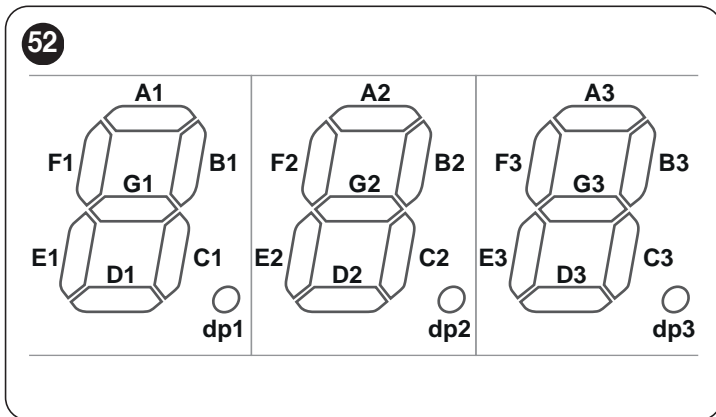 52
A1 A2 A3
F1 B1 F2 B2 F3 B3
G1 G2 G3
E1 C1 E2 C2 E3 C3
D1 D2 D3
dp1 dp2 dp3